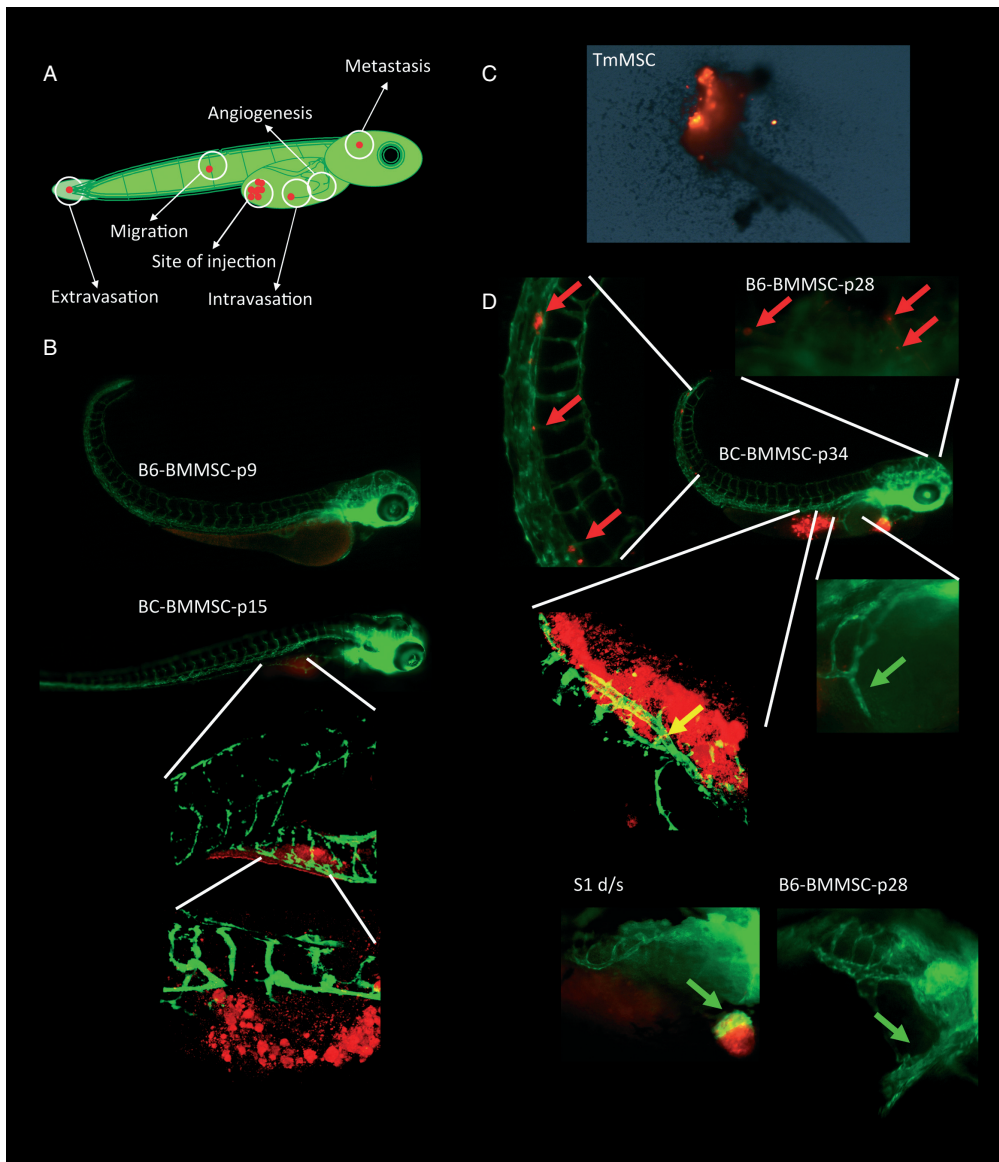 A
Metastasis
Angiogenesis
Migration
Site of injection
Extravasation
Intravasation
B
B6-BMMSC-p9
BC-BMMSC-p15
C
TmMSC
D
B6-BMMSC-p28
BC-BMMSC-p34
S1 d/s
B6-BMMSC-p28